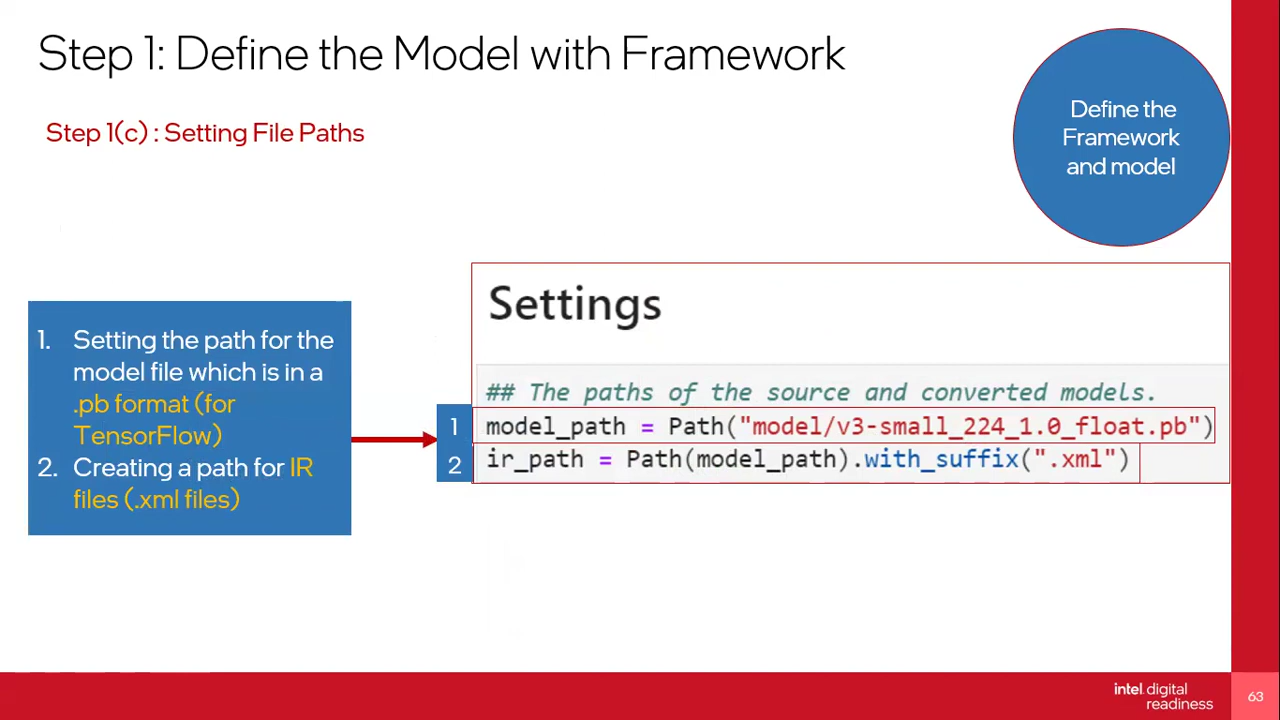 Step 1: Define the Model with Framework
Step 1(c) : Setting File Paths
Define the
Framework
and model
1. Setting the path for the
model file which is in a
.pb format (for
TensorFlow)
2. Creating a path for IR
files (.xml files)
Settings
## The paths of the source and converted models.
1 model_path = Path("model/v3-small_224_1.0_float.pb")
2 ir_path = Path(model_path).with_suffix(".xml")
intel. digital
readiness
63